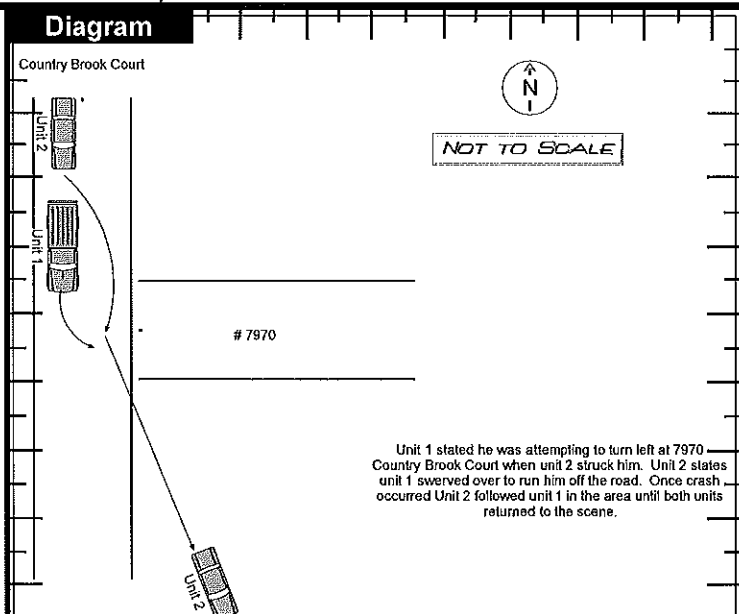 Diagram
Country Brook Court
N
NOT TO SCALE
Unit 2
Unit 1
# 7970
Unit 1 stated he was attempting to turn left at 7970
Country Brook Court when unit 2 struck him. Unit 2 states
unit 1 swerved over to run him off the road. Once crash
occurred Unit 2 followed unit 1 in the area until both units
returned to the scene.
Unit 2